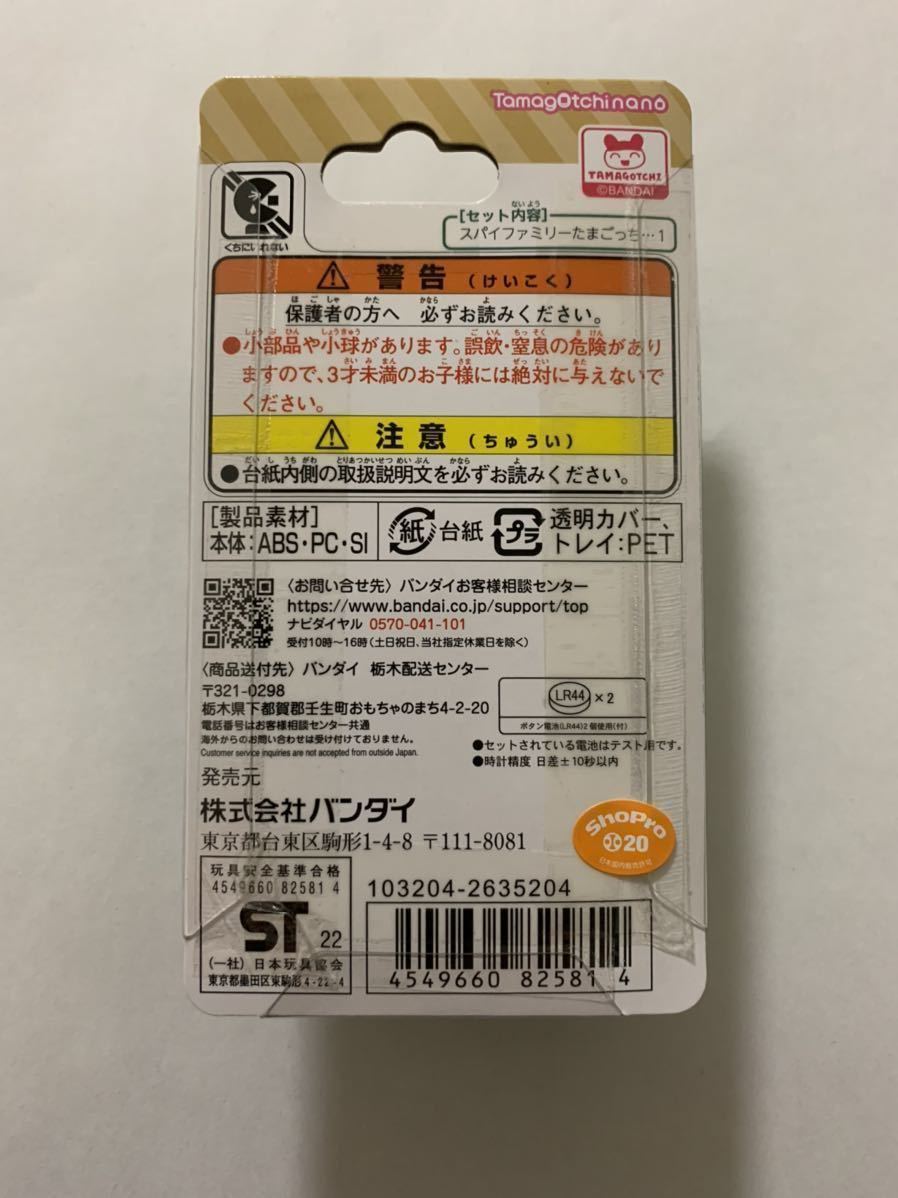 Tamagotchi nano
TAMAGOTCHI
©BANDAI
くちにいれない
[セット内容]
スパイファミリーたまごっち…1
⚠ 警告（けいこく）
保護者の方へ 必ずお読みください。
●小部品や小球があります。誤飲・窒息の危険があり
ますので、3才未満のお子様には絶対に与えないで
ください。
⚠ 注意（ちゅうい）
●台紙内側の取扱説明文を必ずお読みください。
[製品素材]
本体:ABS・PC・SI
紙 台紙
プラ 透明カバー、
トレイ:PET
〈お問い合せ先〉バンダイお客様相談センター
https://www.bandai.co.jp/support/top
ナビダイヤル 0570-041-101
受付10時〜16時(土日祝日、当社指定休業日を除く)
〈商品送付先〉バンダイ 栃木配送センター
〒321-0298
栃木県下都賀郡壬生町おもちゃのまち4-2-20
電話番号はお客様相談センター共通
海外からのお問い合わせは受け付けておりません。
Customer service inquiries are not accepted from outside Japan.
LR44 ×2
ボタン電池(LR44)2個使用(付)
●セットされている電池はテスト用です。
●時計精度 日差±10秒以内
発売元
株式会社バンダイ
東京都台東区駒形1-4-8 〒111-8081
ShoPro
20
日本国内販売許可
玩具安全基準合格
4549660 82581 4
ST 22
(一社)日本玩具協会
東京都墨田区東駒形4-22-4
103204-2635204
4549660 82581 4